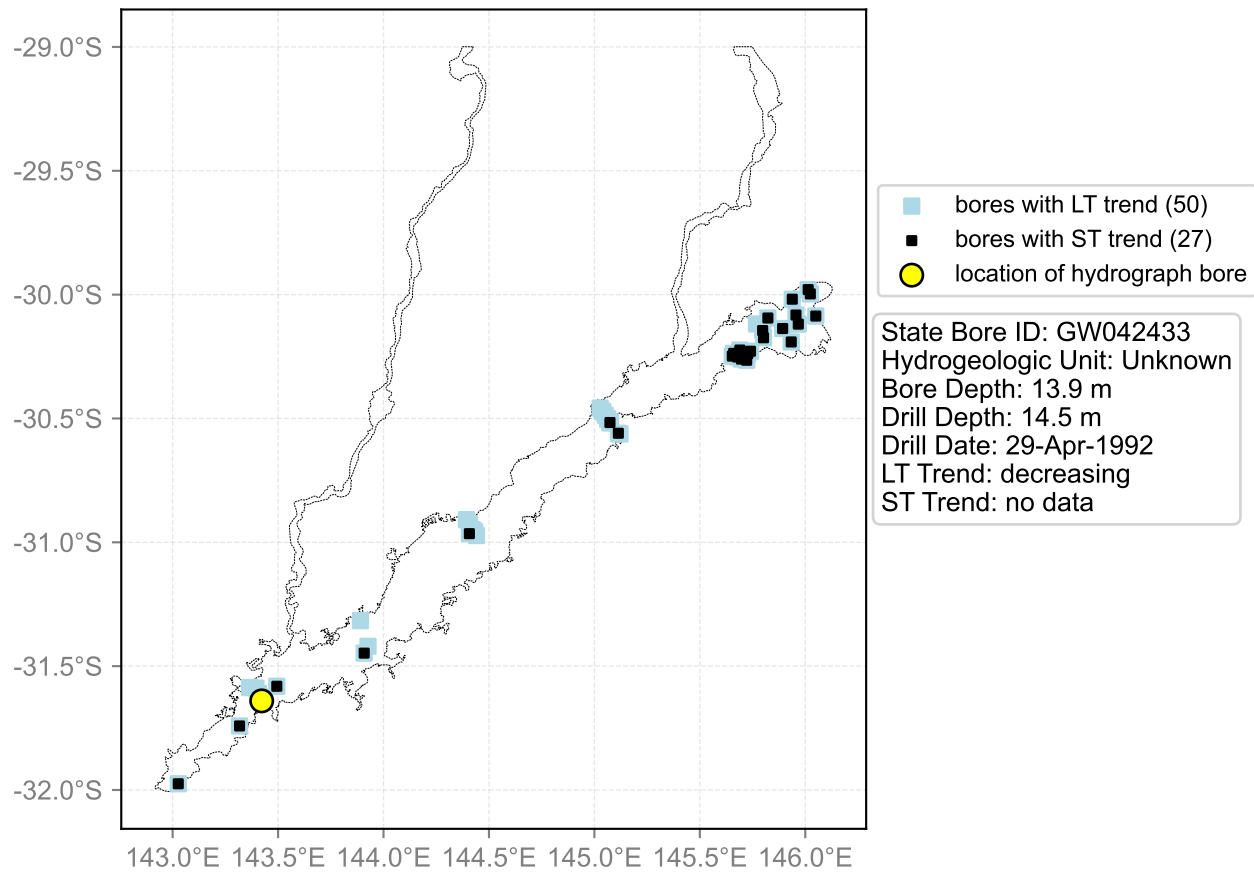 -29.0°S
-29.5°S
-30.0°S
-30.5°S
-31.0°S
-31.5°S
-32.0°S
143.0°E 143.5°E 144.0°E 144.5°E 145.0°E 145.5°E 146.0°E
bores with LT trend (50)
bores with ST trend (27)
location of hydrograph bore
State Bore ID: GW042433
Hydrogeologic Unit: Unknown
Bore Depth: 13.9 m
Drill Depth: 14.5 m
Drill Date: 29-Apr-1992
LT Trend: decreasing
ST Trend: no data